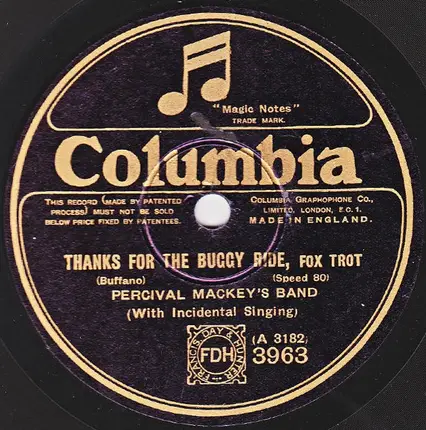 "Magic Notes"
TRADE MARK.
Columbia
THIS RECORD (MADE BY PATENTED
PROCESS) MUST NOT BE SOLD
BELOW PRICE FIXED BY PATENTEES.
COLUMBIA GRAPHOPHONE CO.,
LIMITED, LONDON, E.C.1.
MADE IN ENGLAND.
THANKS FOR THE BUGGY RIDE, FOX TROT
(Buffano) (Speed 80)
PERCIVAL MACKEY'S BAND
(With Incidental Singing)
FRANCIS, DAY & HUNTER
FDH
(A 3182)
3963